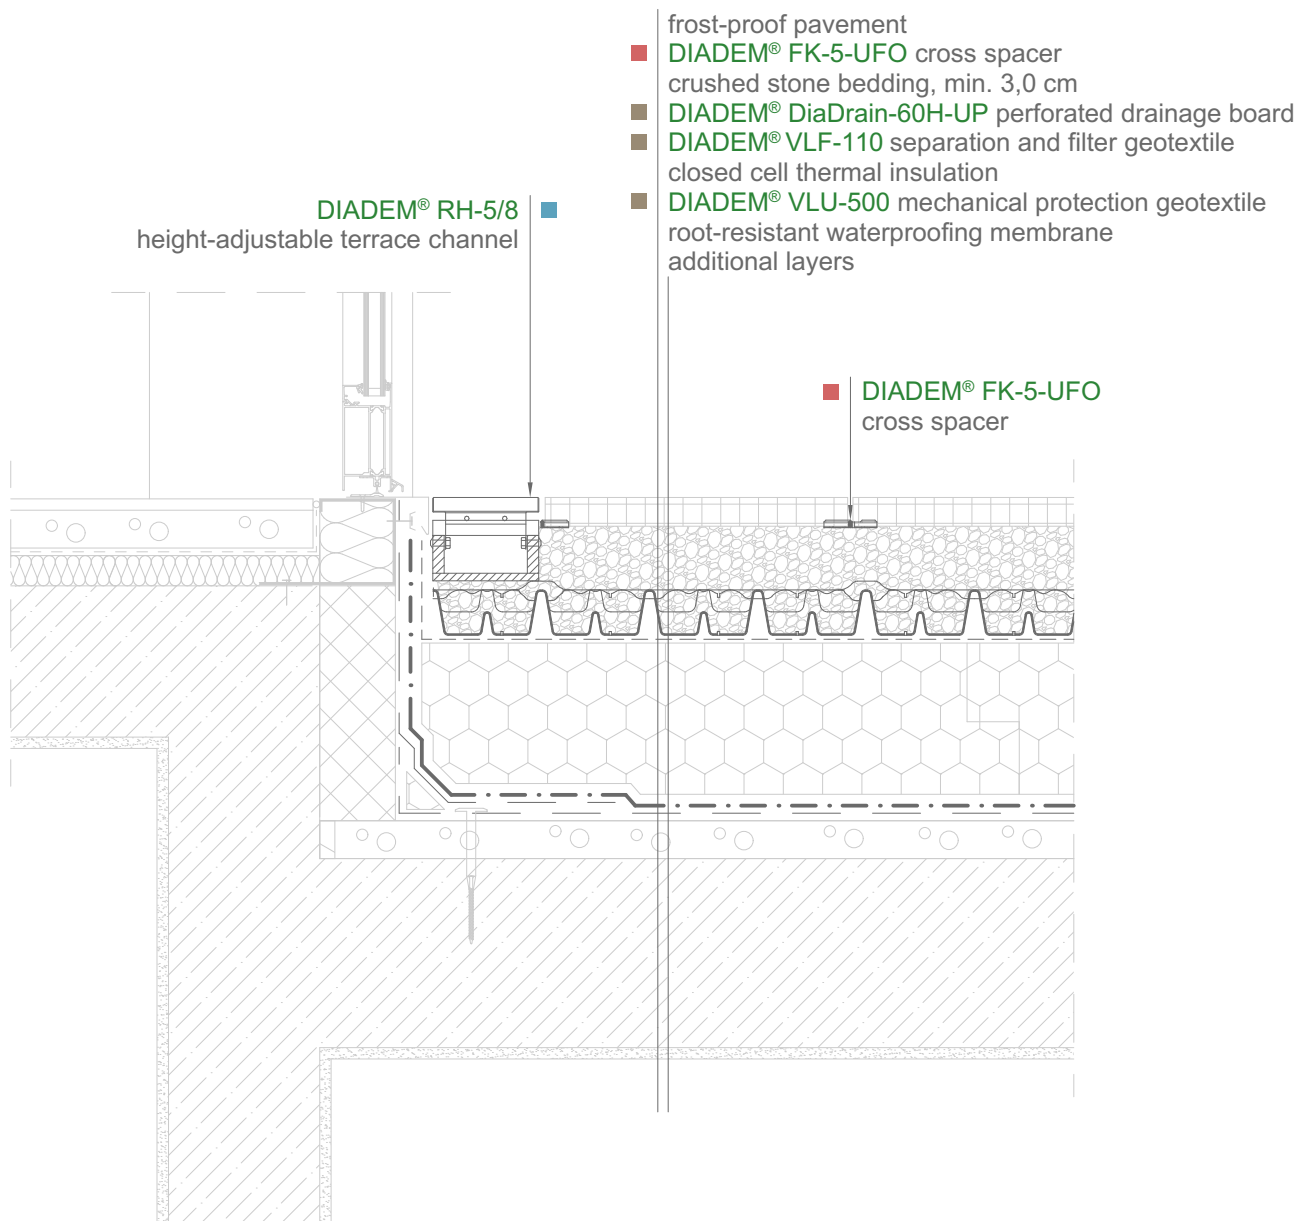 frost-proof pavement
DIADEM® FK-5-UFO cross spacer
crushed stone bedding, min. 3,0 cm
DIADEM® DiaDrain-60H-UP perforated drainage board
DIADEM® VLF-110 separation and filter geotextile
closed cell thermal insulation
DIADEM® VLU-500 mechanical protection geotextile
root-resistant waterproofing membrane
additional layers
DIADEM® RH-5/8
height-adjustable terrace channel
DIADEM® FK-5-UFO
cross spacer